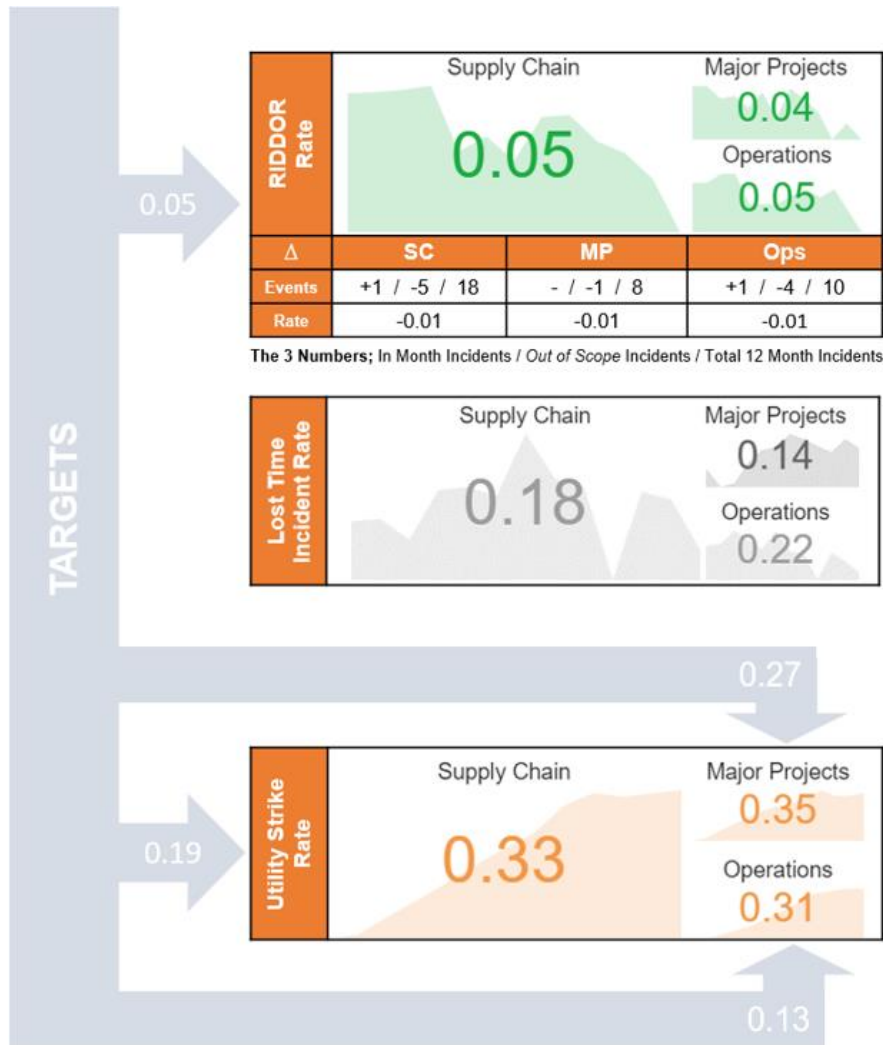 TARGETS
0.05
RIDDOR
Rate
Supply Chain
0.05
Major Projects
0.04
Operations
0.05
Δ SC MP Ops
Events +1 / -5 / 18 - / -1 / 8 +1 / -4 / 10
Rate -0.01 -0.01 -0.01
The 3 Numbers; In Month Incidents / Out of Scope Incidents / Total 12 Month Incidents
Lost Time
Incident Rate
Supply Chain
0.18
Major Projects
0.14
Operations
0.22
0.27
0.19
Utility Strike
Rate
Supply Chain
0.33
Major Projects
0.35
Operations
0.31
0.13